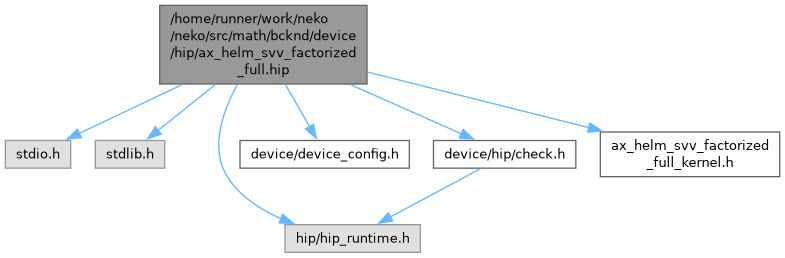 /home/runner/work/neko
/neko/src/math/bcknd/device
/hip/ax_helm_svv_factorized
_full.hip
stdio.h
stdlib.h
device/device_config.h
device/hip/check.h
ax_helm_svv_factorized
_full_kernel.h
hip/hip_runtime.h